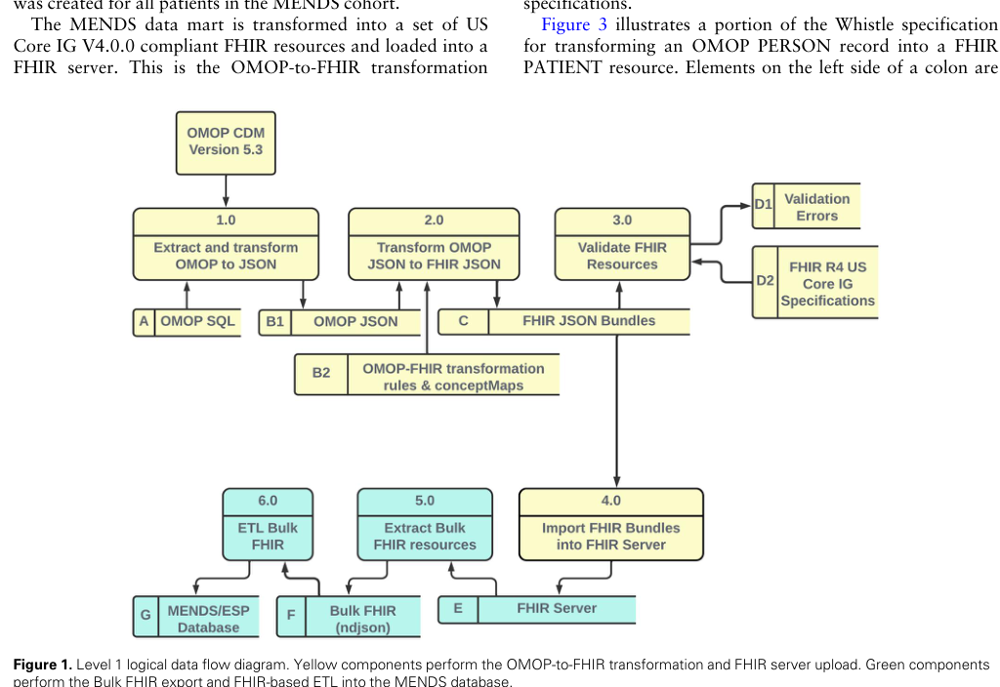 was created for all patients in the MENDS cohort.
The MENDS data mart is transformed into a set of US
Core IG V4.0.0 compliant FHIR resources and loaded into a
FHIR server. This is the OMOP-to-FHIR transformation
specifications.
Figure 3 illustrates a portion of the Whistle specification
for transforming an OMOP PERSON record into a FHIR
PATIENT resource. Elements on the left side of a colon are
OMOP CDM
Version 5.3
1.0
Extract and transform
OMOP to JSON
2.0
Transform OMOP
JSON to FHIR JSON
3.0
Validate FHIR
Resources
D1
Validation
Errors
D2
FHIR R4 US
Core IG
Specifications
A
OMOP SQL
B1
OMOP JSON
C
FHIR JSON Bundles
B2
OMOP-FHIR transformation
rules & conceptMaps
6.0
ETL Bulk
FHIR
5.0
Extract Bulk
FHIR resources
4.0
Import FHIR Bundles
into FHIR Server
G
MENDS/ESP
Database
F
Bulk FHIR
(ndjson)
E
FHIR Server
Figure 1. Level 1 logical data flow diagram. Yellow components perform the OMOP-to-FHIR transformation and FHIR server upload. Green components
perform the Bulk FHIR export and FHIR-based ETL into the MENDS database.